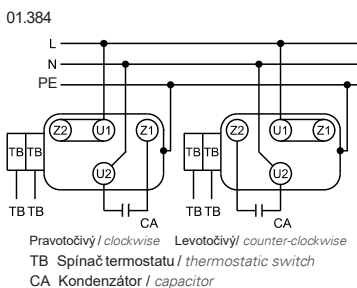 01.384
L
N
PE
Z2 U1 Z1 Z2 U1 Z1
TB TB U2 TB TB U2
TB TB CA TB TB CA
Pravotočivý / clockwise Levotočivý/ counter-clockwise
TB Spínač termostatu / thermostatic switch
CA Kondenzátor / capacitor